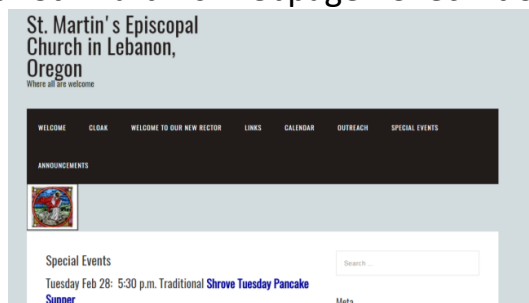 St. Martin's Episcopal
Church in Lebanon,
Oregon
Where all are welcome
WELCOME CLOAK WELCOME TO OUR NEW RECTOR LINKS CALENDAR OUTREACH SPECIAL EVENTS
ANNOUNCEMENTS
Special Events
Search ...
Tuesday Feb 28: 5:30 p.m. Traditional Shrove Tuesday Pancake
Supper
Meta